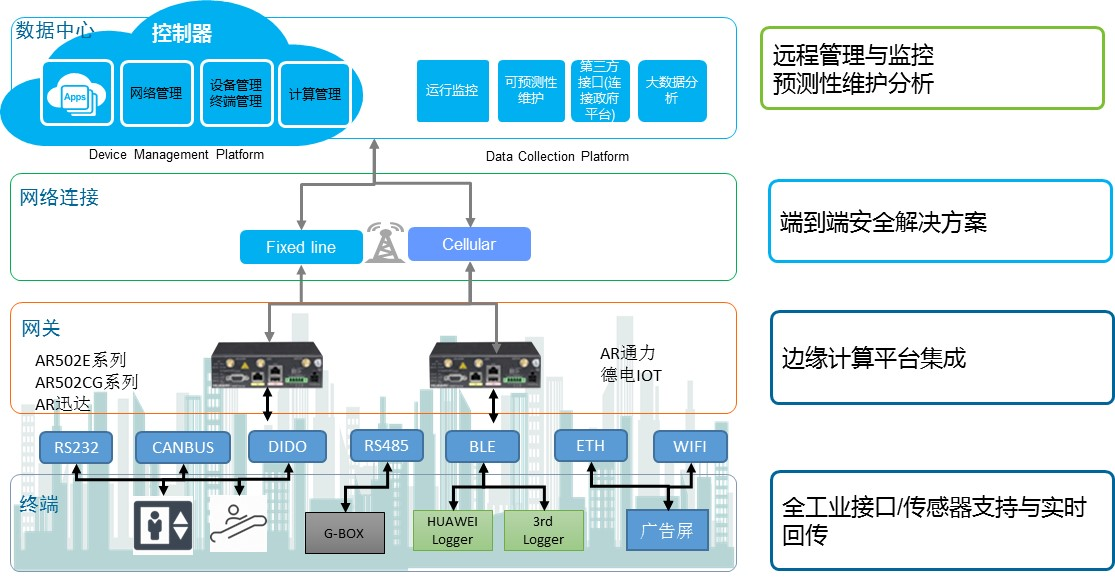 数据中心
控制器
Apps
网络管理
设备管理
终端管理
计算管理
运行监控
可预测性
维护
第三方
接口(连
接政府
平台)
大数据分
析
Device Management Platform
Data Collection Platform
远程管理与监控
预测性维护分析
网络连接
Fixed line
Cellular
端到端安全解决方案
网关
AR502E系列
AR502CG系列
AR迅达
AR通力
德电IOT
边缘计算平台集成
RS232
CANBUS
DIDO
RS485
BLE
ETH
WIFI
终端
G-BOX
HUAWEI
Logger
3rd
Logger
广告屏
全工业接口/传感器支持与实时
回传